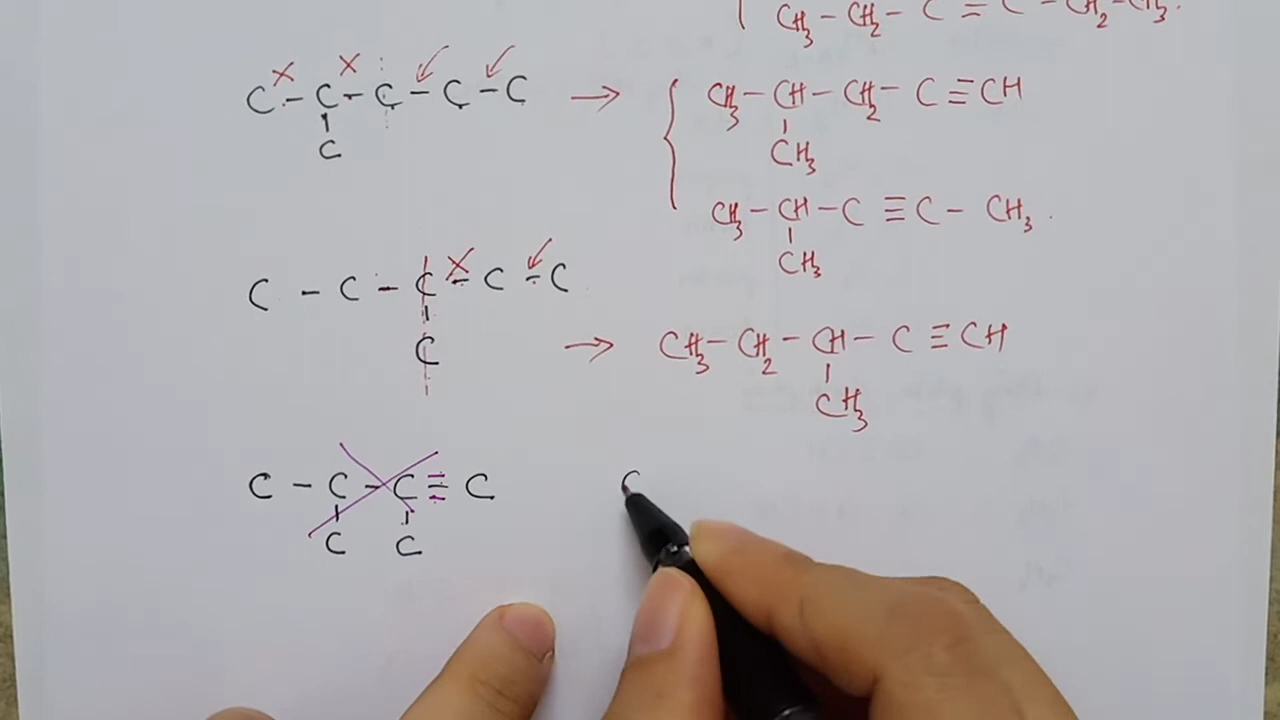 CH₃ – CH₂ – C ≡ C – CH₂ – CH₃.
C – C – C – C – C → CH₃ – CH – CH₂ – C ≡ CH
C CH₃
CH₃ – CH – C ≡ C – CH₃.
CH₃
C – C – C – C – C
C
→ CH₃ – CH₂ – CH – C ≡ CH
CH₃
C – C – C ≡ C C
C C